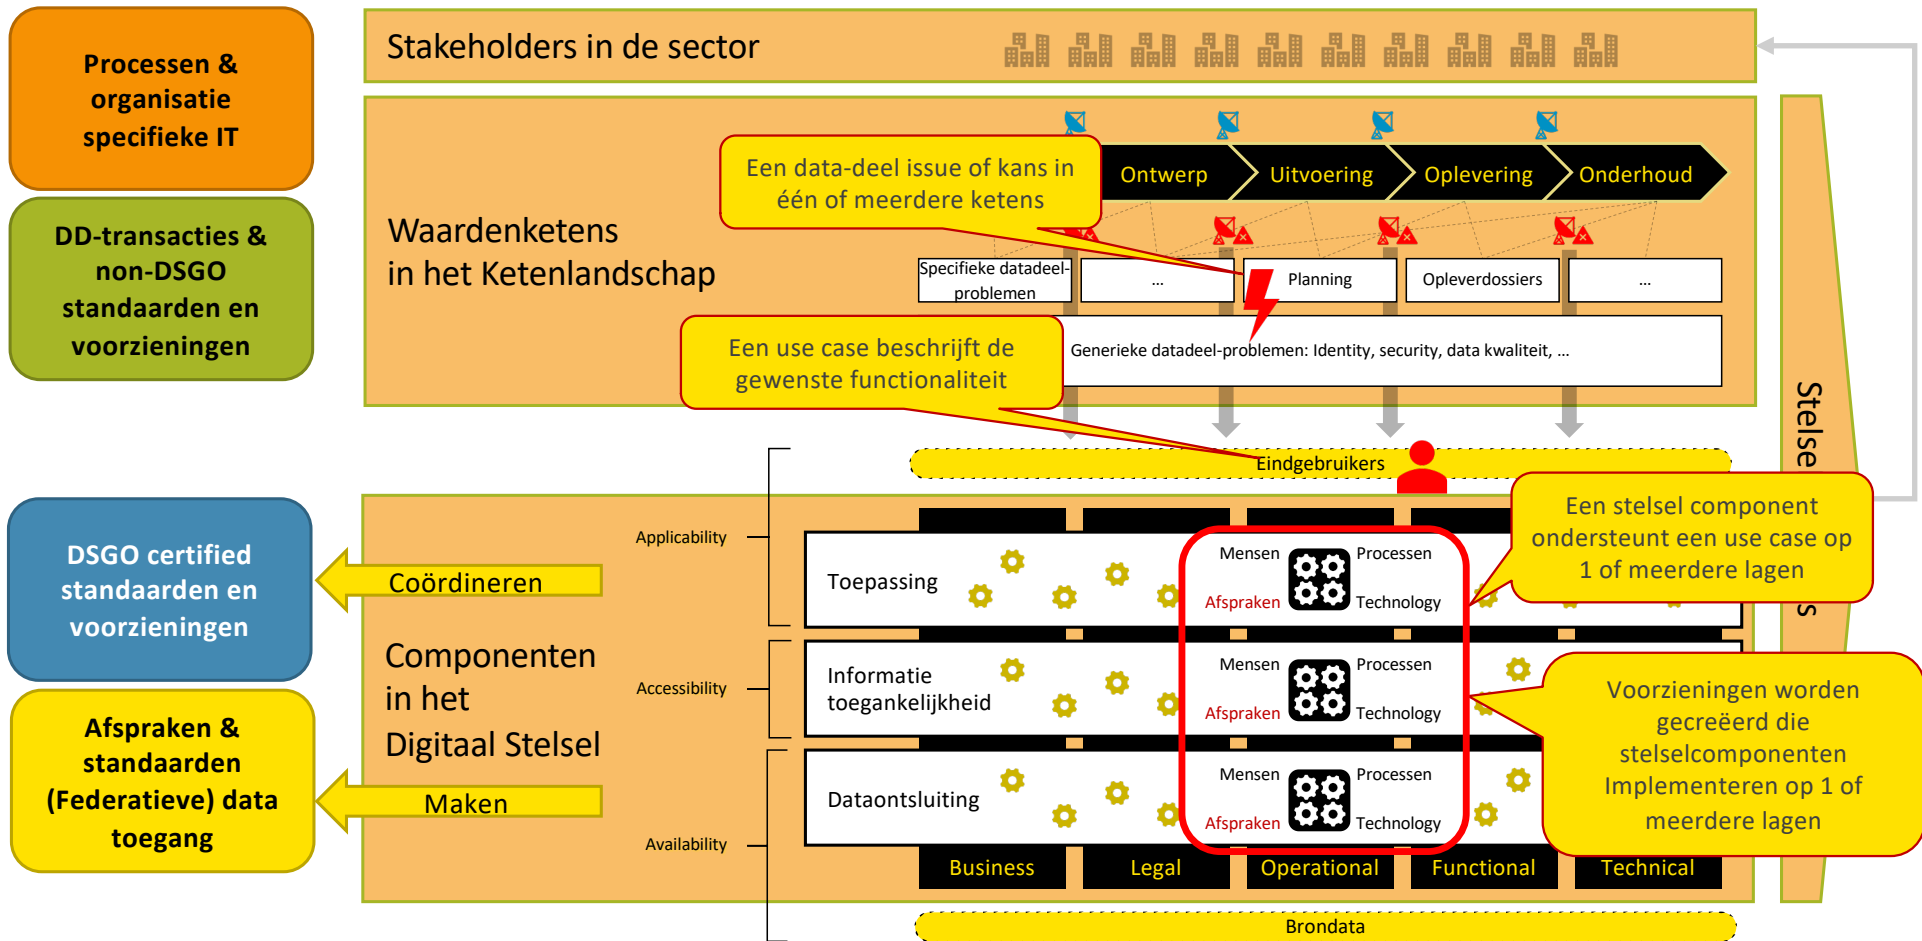 Processen &
organisatie
specifieke IT
DD-transacties &
non-DSGO
standaarden en
voorzieningen
DSGO certified
standaarden en
voorzieningen
Afspraken &
standaarden
(Federatieve) data
toegang
Stakeholders in de sector
Waardenketens
in het Ketenlandschap
Een data-deel issue of kans in
één of meerdere ketens
Ontwerp
Uitvoering
Oplevering
Onderhoud
Specifieke datadeel-
problemen
...
Planning
Opleverdossiers
...
Een use case beschrijft de
gewenste functionaliteit
Generieke datadeel-problemen: Identity, security, data kwaliteit, ...
Eindgebruikers
Coördineren
Maken
Componenten
in het
Digitaal Stelsel
Applicability
Accessibility
Availability
Toepassing
Mensen
Processen
Afspraken
Technology
Informatie
toegankelijkheid
Mensen
Processen
Afspraken
Technology
Dataontsluiting
Mensen
Processen
Afspraken
Technology
Business
Legal
Operational
Functional
Technical
Brondata
Een stelsel component
ondersteunt een use case op
1 of meerdere lagen
Voorzieningen worden
gecreëerd die
stelselcomponenten
Implementeren op 1 of
meerdere lagen